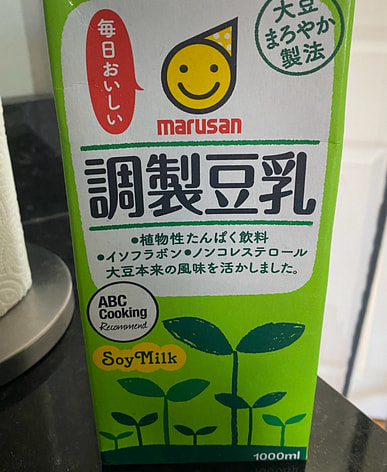 毎日おいしい
大豆
まろやか
製法
marusan
調製豆乳
●植物性たんぱく飲料
●イソフラボン●ノンコレステロール
大豆本来の風味を活かしました。
ABC
Cooking
Recommend
Soy Milk
1000ml